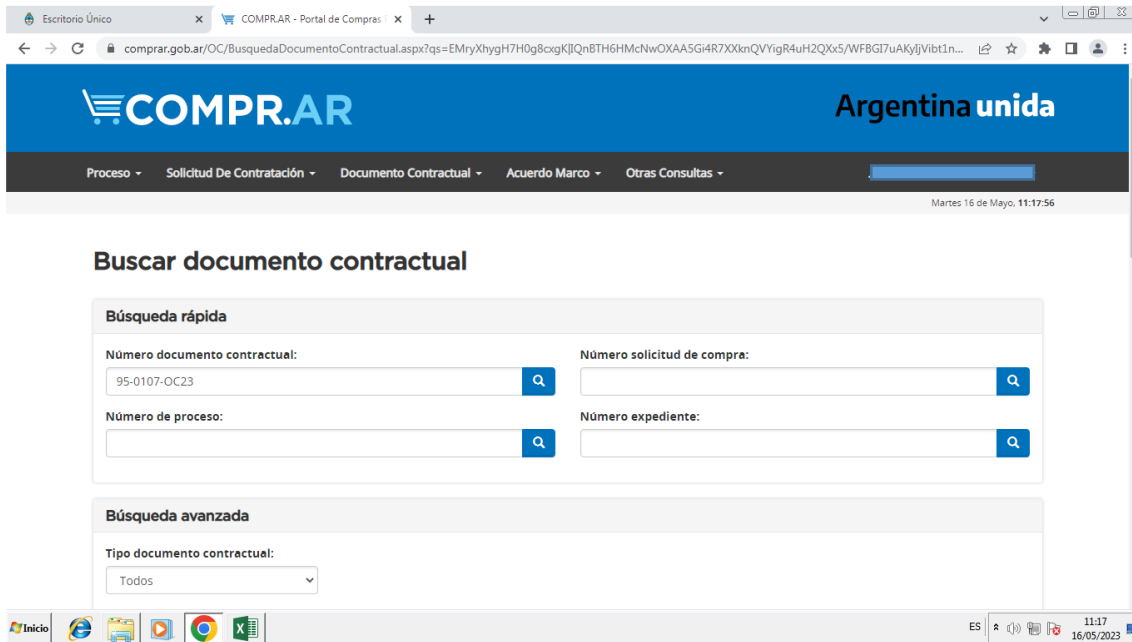 Escritorio Único
COMPR.AR - Portal de Compras
comprar.gob.ar/OC/BusquedaDocumentoContractual.aspx?qs=EMryXhygH7H0g8cxgK|IQnBTH6HMcNwOXAA5Gi4R7XXknQVYigR4uH2QXx5/WFBGI7uAKyIjVibt1n...
COMPR.AR
Argentina unida
Proceso Solicitud De Contratación Documento Contractual Acuerdo Marco Otras Consultas
Martes 16 de Mayo, 11:17:56
Buscar documento contractual
Búsqueda rápida
Número documento contractual: Número solicitud de compra:
95-0107-OC23
Número de proceso: Número expediente:
Búsqueda avanzada
Tipo documento contractual:
Todos
Inicio ES 11:17
16/05/2023